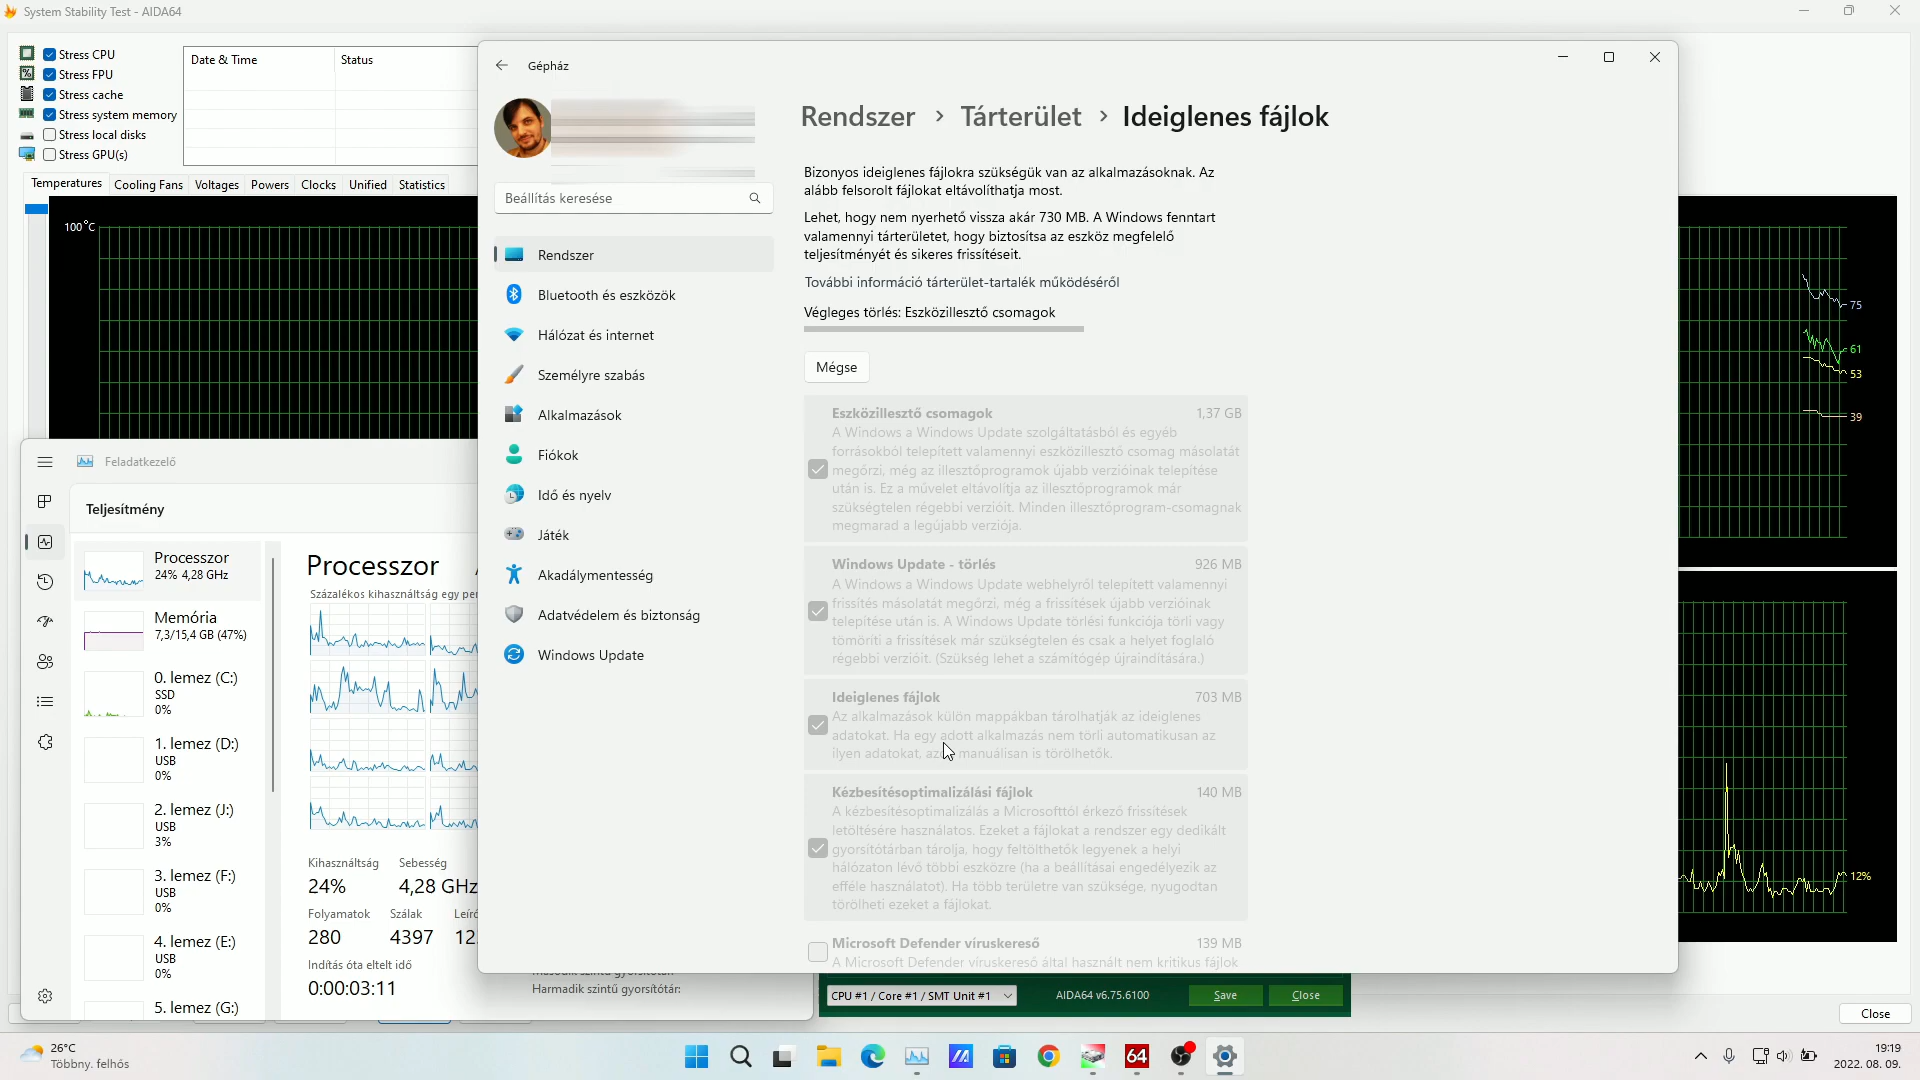 System Stability Test - AIDA64
Stress CPU
Stress FPU
Stress cache
Stress system memory
Stress local disks
Stress GPU(s)
Date & Time
Status
Temperatures
Cooling Fans
Voltages
Powers
Clocks
Unified
Statistics
100°C
75
61
53
39
12%
Gépház
Beállítás keresése
Rendszer
Bluetooth és eszközök
Hálózat és internet
Személyre szabás
Alkalmazások
Fiókok
Idő és nyelv
Játék
Akadálymentesség
Adatvédelem és biztonság
Windows Update
Rendszer > Tárterület > Ideiglenes fájlok
Bizonyos ideiglenes fájlokra szükségük van az alkalmazásoknak. Az
alább felsorolt fájlokat eltávolíthatja most.
Lehet, hogy nem nyerhető vissza akár 730 MB. A Windows fenntart
valamennyi tárterületet, hogy biztosítsa az eszköz megfelelő
teljesítményét és sikeres frissítéseit.
További információ tárterület-tartalék működéséről
Végleges törlés: Eszközillesztő csomagok
Mégse
Eszközillesztő csomagok 1,37 GB
A Windows a Windows Update szolgáltatásból és egyéb
forrásokból telepített valamennyi eszközillesztő csomag másolatát
megőrzi, még az illesztőprogramok újabb verzióinak telepítése
után is. Ez a művelet eltávolítja az illesztőprogramok már
szükségtelen régebbi verzióit. Minden illesztőprogram-csomagnak
megmarad a legújabb verziója.
Windows Update - törlés 926 MB
A Windows a Windows Update webhelyről telepített valamennyi
frissítés másolatát megőrzi, még a frissítések újabb verzióinak
telepítése után is. A Windows Update törlési funkciója törli vagy
tömöríti a frissítések már szükségtelen és csak a helyet foglaló
régebbi verzióit. (Szükség lehet a számítógép újraindítására.)
Ideiglenes fájlok 703 MB
Az alkalmazások külön mappákban tárolhatják az ideiglenes
adatokat. Ha egy adott alkalmazás nem törli automatikusan az
ilyen adatokat, manuálisan is törölhetők.
Kézbesítésoptimalizálási fájlok 140 MB
A kézbesítésoptimalizálás a Microsofttól érkező frissítések
letöltésére használatos. Ezeket a fájlokat a rendszer egy dedikált
gyorsítótárban tárolja, hogy feltölthetők legyenek a helyi
hálózaton lévő többi eszközre (ha a beállításai engedélyezik az
efféle használatot). Ha több területre van szüksége, nyugodtan
törölheti ezeket a fájlokat.
Microsoft Defender víruskereső 139 MB
A Microsoft Defender víruskereső által használt nem kritikus fájlok
Feladatkezelő
Teljesítmény
Processzor
24% 4,28 GHz
Memória
7,3/15,4 GB (47%)
0. lemez (C:)
SSD
0%
1. lemez (D:)
USB
0%
2. lemez (J:)
USB
3%
3. lemez (F:)
USB
0%
4. lemez (E:)
USB
0%
5. lemez (G:)
Processzor
Százalékos kihasználtság egy
Kihasználtság Sebesség
24% 4,28 GHz
Folyamatok Szálak
280 4397
Indítás óta eltelt idő
0:00:03:11
Harmadik szintű gyorsítótár:
CPU #1 / Core #1 / SMT Unit #1
AIDA64 v6.75.6100
Save
Close
Close
26°C
Többny. felhős
64
19:19
2022. 08. 09.